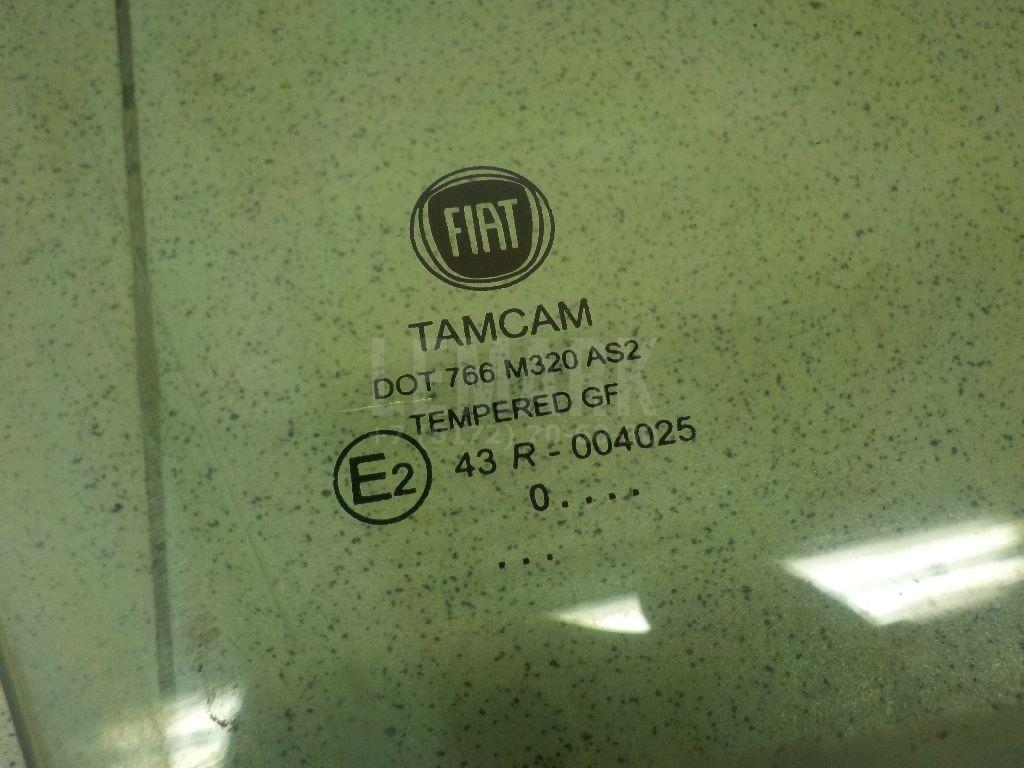 FIAT
TAMCAM
DOT 766 M320 AS2
TEMPERED GF
E2 43 R - 004025
0. . . .
. . .